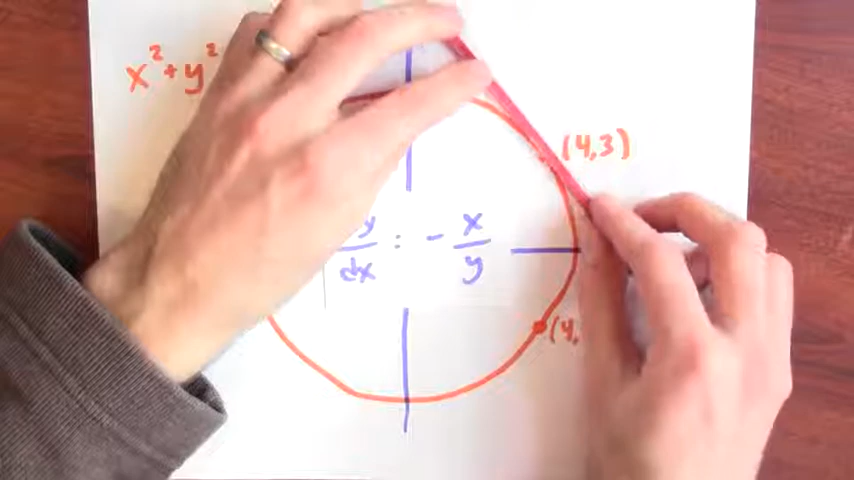 x² + y²
(4,3)
y/dx = - x/y
(4,